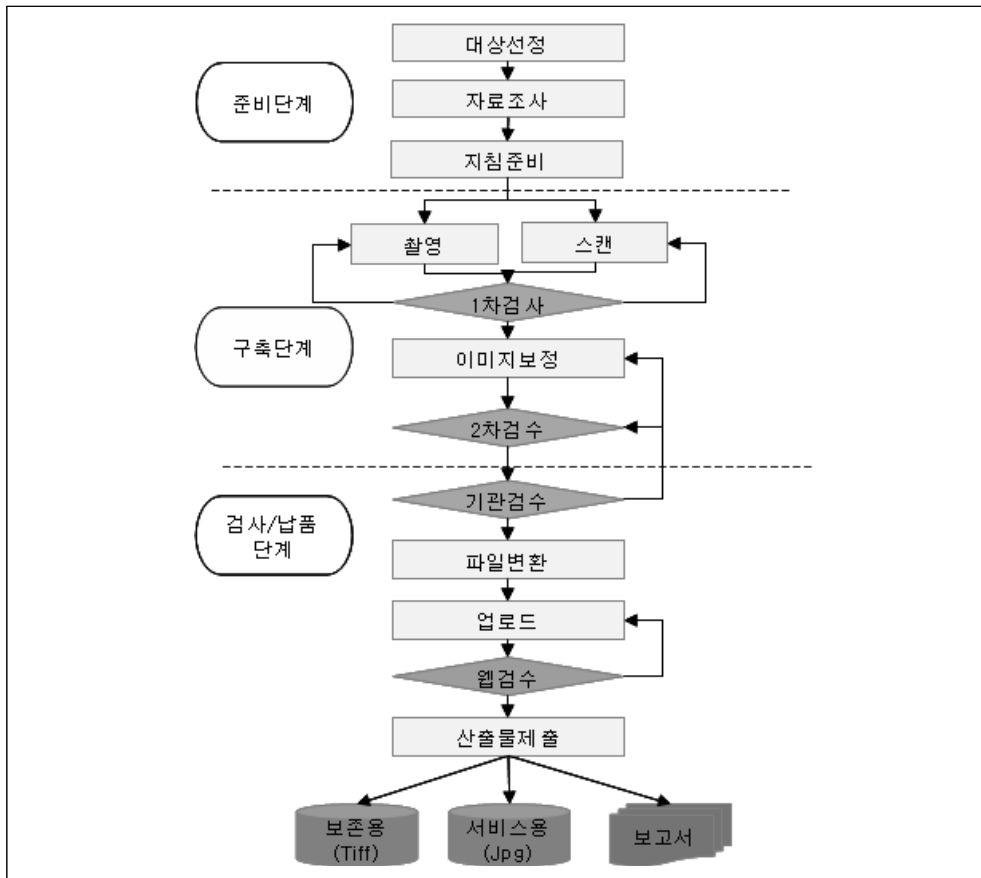 대상선정
준비단계
자료조사
지침준비
촬영
스캔
1차검사
구축단계
이미지보정
2차검수
기관검수
검사/납품
단계
파일변환
업로드
웹검수
산출물제출
보존용
(Tiff)
서비스용
(Jpg)
보고서